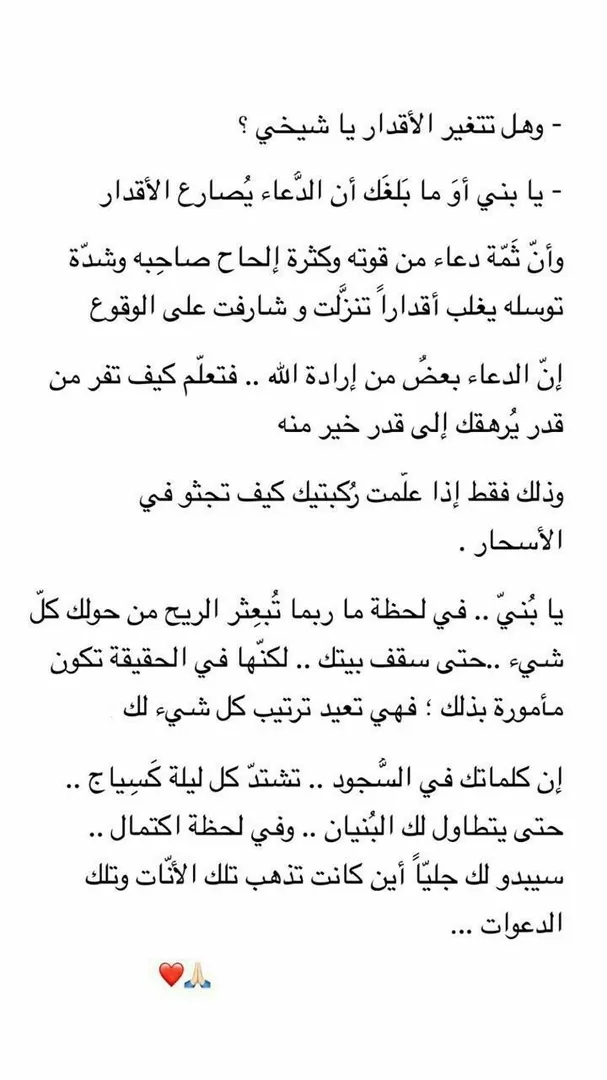 - وهل تتغير الأقدار يا شيخي ؟
- يا بني أوَ ما بَلغَك أن الدُّعاء يُصارع الأقدار
وأنّ ثَمّة دعاء من قوته وكثرة إلحاح صاحِبه وشدّة
توسله يغلب أقداراً تنزَّلت و شارفت على الوقوع
إنّ الدعاء بعضٌ من إرادة الله .. فتعلّم كيف تفر من
قدر يُرهقك إلى قدر خير منه
وذلك فقط إذا علّمت رُكبتيك كيف تجثو في
الأسحار .
يا بُنيّ .. في لحظة ما ربما تُبعِثر الريح من حولك كلّ
شيء ..حتى سقف بيتك .. لكنّها في الحقيقة تكون
مأمورة بذلك ؛ فهي تعيد ترتيب كل شيء لك
إن كلماتك في السُّجود .. تشتدّ كل ليلة كَسِياج ..
حتى يتطاول لك البُنيان .. وفي لحظة اكتمال ..
سيبدو لك جليّاً أين كانت تذهب تلك الأنّات وتلك
الدعوات ...
🙏🏻❤️